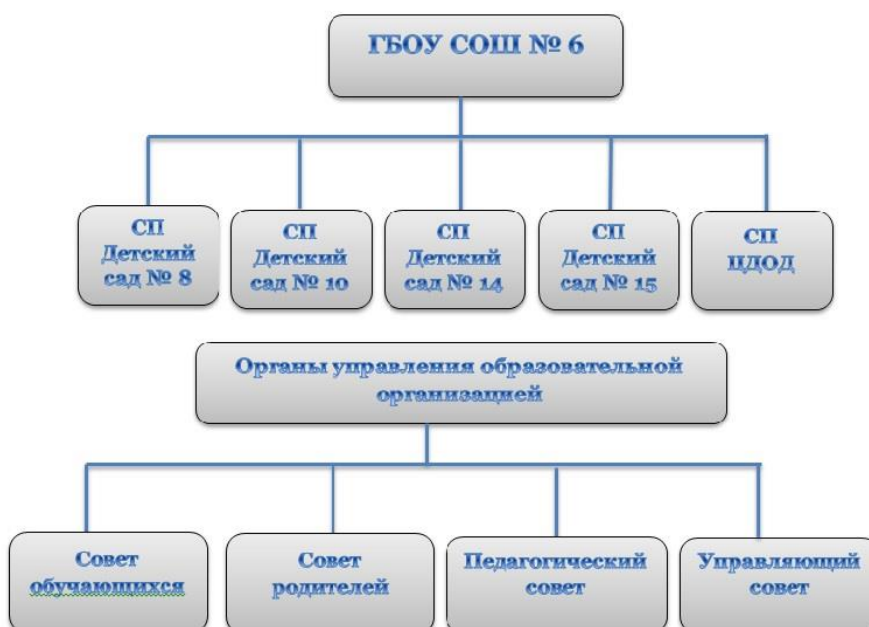 ГБОУ СОШ № 6
СП
Детский
сад № 8
СП
Детский
сад № 10
СП
Детский
сад № 14
СП
Детский
сад № 15
СП
ЦДОД
Органы управления образовательной
организацией
Совет
обучающихся
Совет
родителей
Педагогический
совет
Управляющий
совет